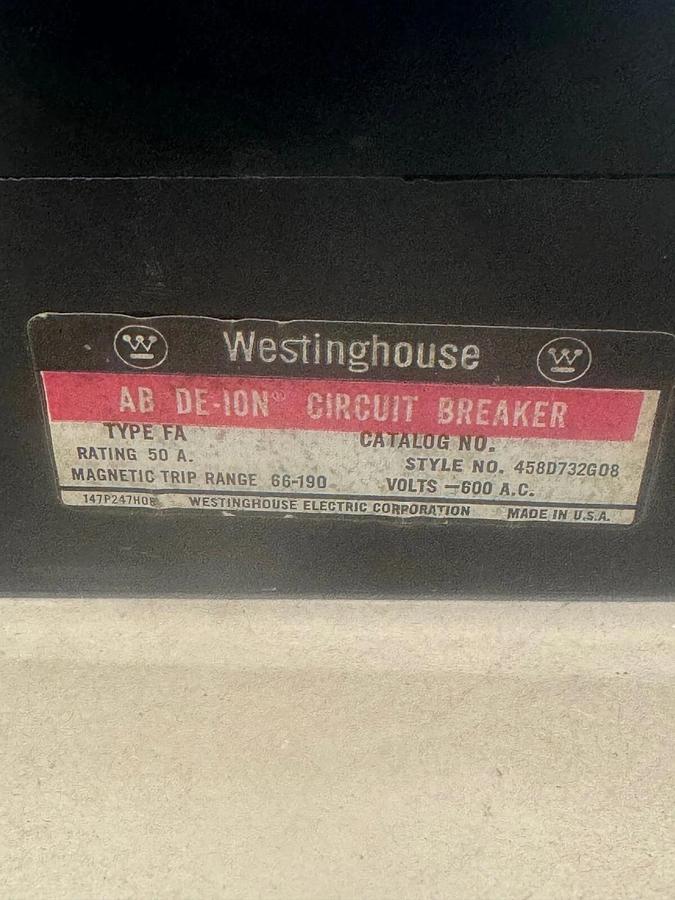 W Westinghouse W
AB DE-ION® CIRCUIT BREAKER
TYPE FA CATALOG NO.
RATING 50 A. STYLE NO. 458D732G08
MAGNETIC TRIP RANGE 66-190 VOLTS —600 A.C.
147P247H08 WESTINGHOUSE ELECTRIC CORPORATION MADE IN U.S.A.